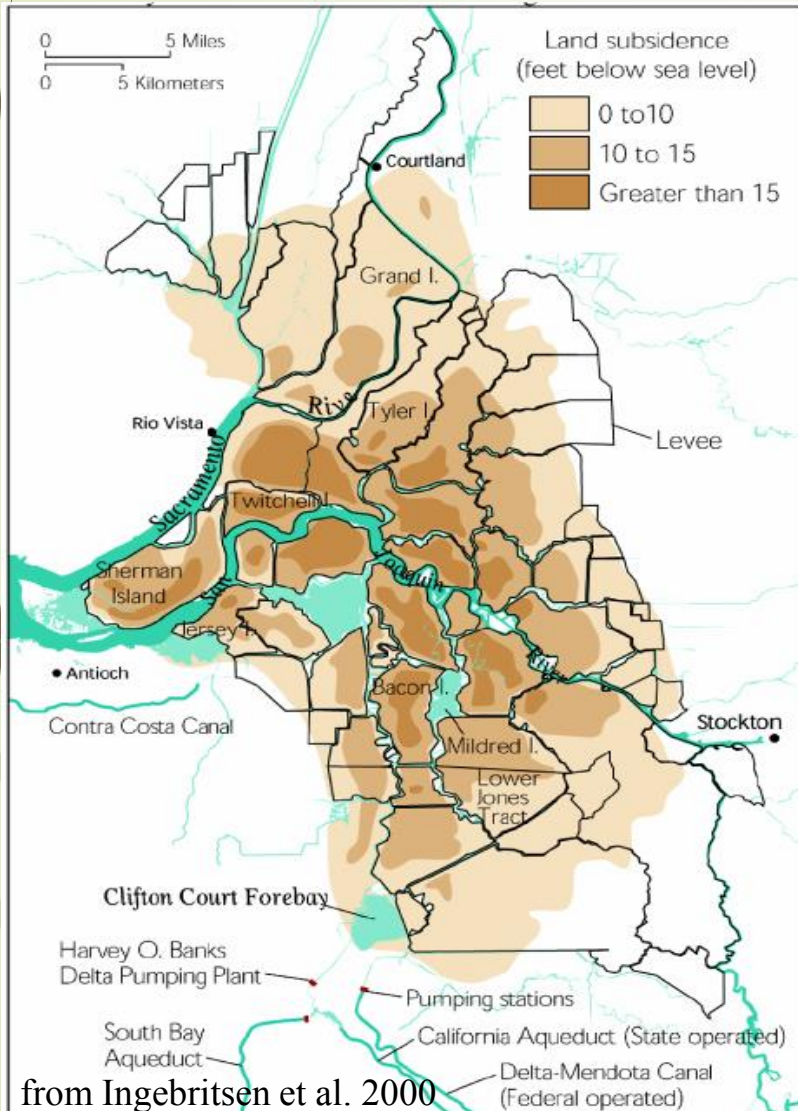 0 5 Miles
0 5 Kilometers
Land subsidence
(feet below sea level)
0 to10
10 to 15
Greater than 15
Courtland
Grand I.
Rive
Tyler I.
Rio Vista
Levee
Sacramento
Twitchell I.
Sherman
Island
San
Joaquin
Jersey I.
River
Antioch
Bacon I.
Contra Costa Canal
Stockton
Mildred I.
Lower
Jones
Tract
Clifton Court Forebay
Harvey O. Banks
Delta Pumping Plant
Pumping stations
South Bay
Aqueduct
California Aqueduct (State operated)
Delta-Mendota Canal
(Federal operated)
from Ingebritsen et al. 2000